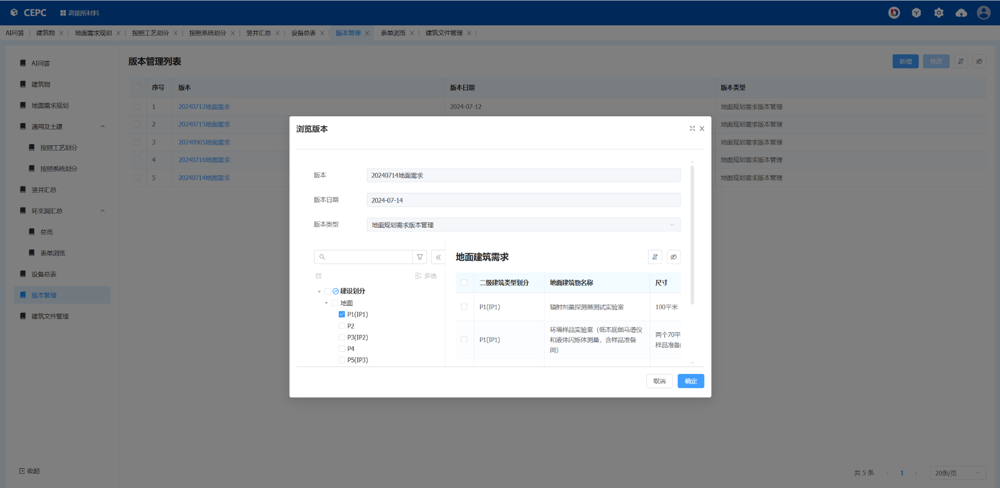 CEPC 高能所材料
AI问答 建筑物 地面需求规划 按照工艺划分 按照系统划分 竖井汇总 设备总表 版本管理 表单浏览 建筑文件管理
AI问答
建筑物
地面需求规划
通用及土建
按照工艺划分
按照系统划分
竖井汇总
环支洞汇总
总览
表单浏览
设备总表
版本管理
建筑文件管理
收起
版本管理列表
新增 修改
序号 版本 版本日期 版本类型
1 20240712地面需求 2024-07-12 地面规划需求版本管理
2 20240715地面需求 地面规划需求版本管理
3 20240905地面需求 地面规划需求版本管理
4 20240716地面需求 地面规划需求版本管理
5 20240714地面需求 地面规划需求版本管理
浏览版本
版本 20240714地面需求
版本日期 2024-07-14
版本类型 地面规划需求版本管理
多选
建设划分
地面
P1(IP1)
P2
P3(IP2)
P4
P5(IP3)
地面建筑需求
二级建筑类型划分 地面建筑物名称 尺寸
P1(IP1) 辐射剂量探测器测试实验室 100平米
P1(IP1) 环境样品实验室（低本底伽马谱仪
和液体闪烁体测量，含样品准备
间）
两个70平
样品准备
取消 确定
共 5 条 1 20条/页